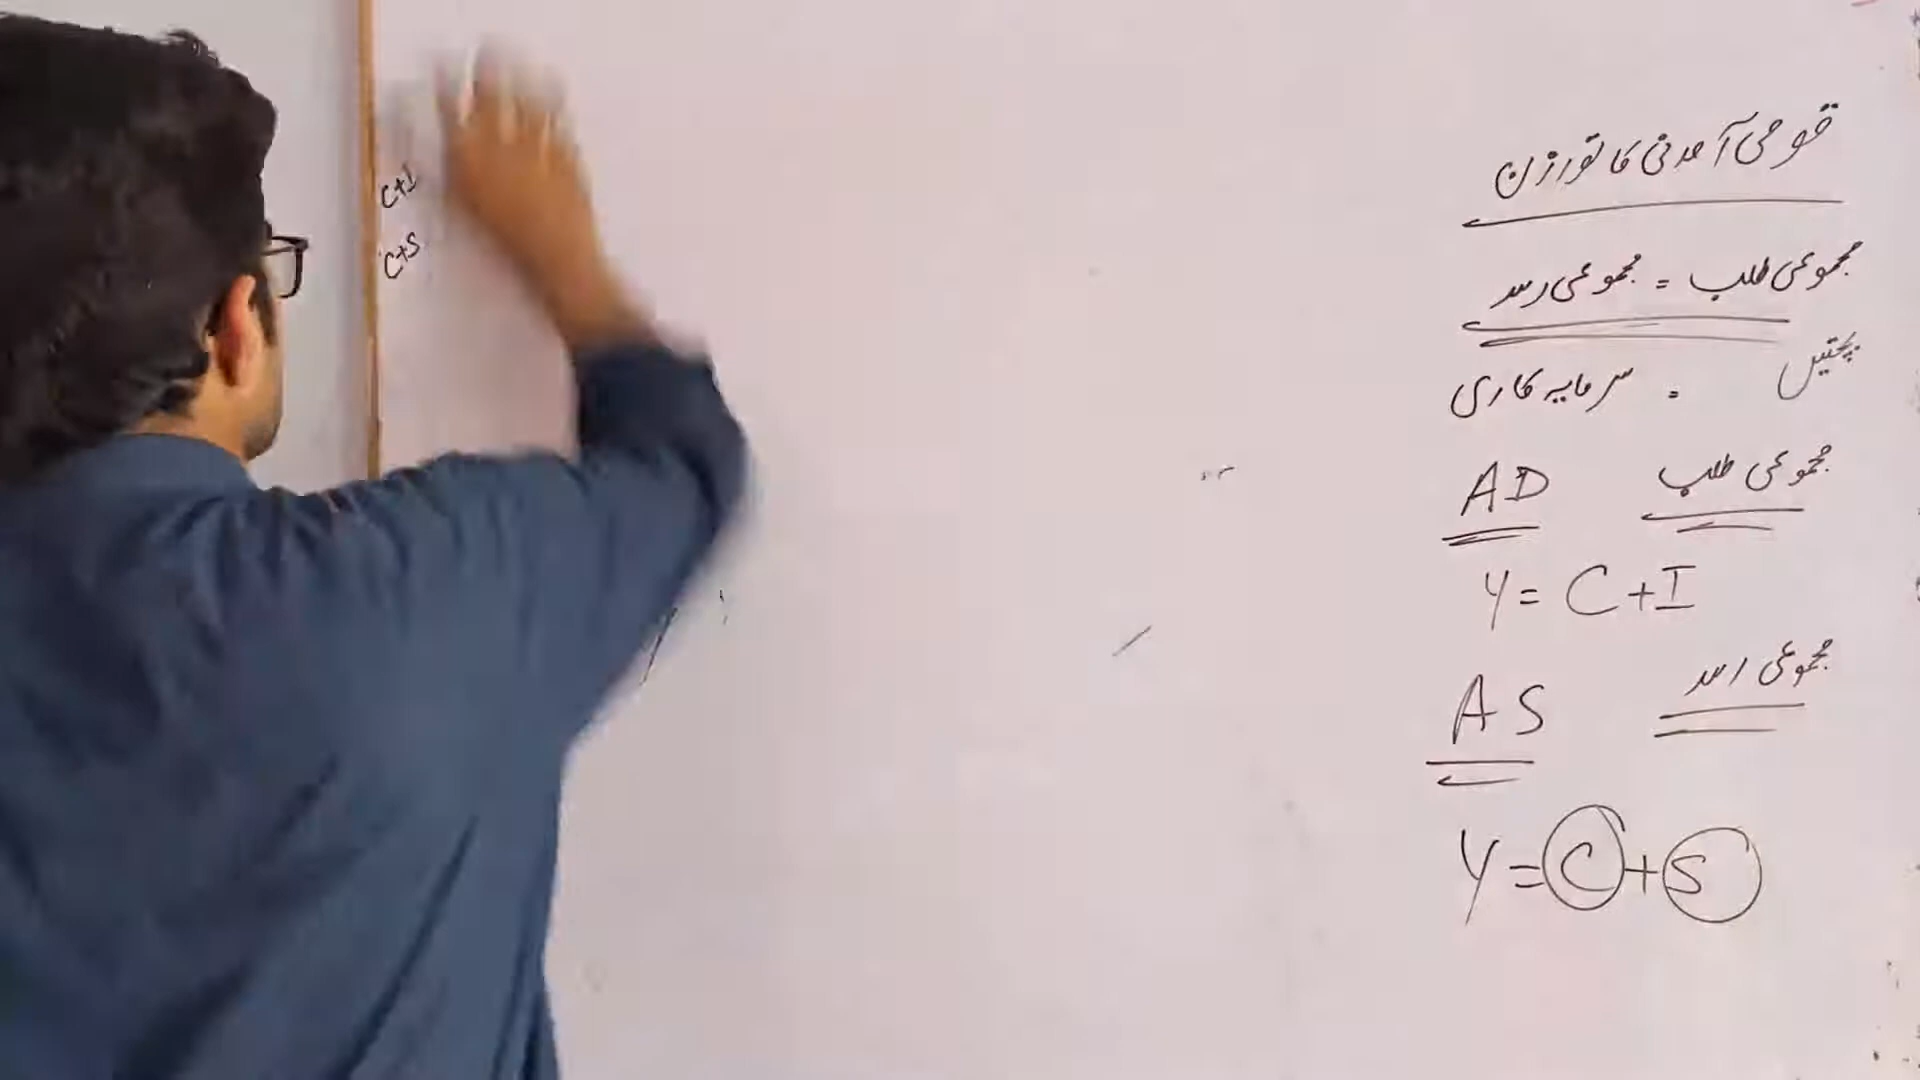 قومی آمدنی کا توازن
مجموعی طلب = مجموعی رسد
بچتیں = سرمایہ کاری
مجموعی طلب AD
Y = C + I
مجموعی رسد AS
Y = C + S
C+I
C+S